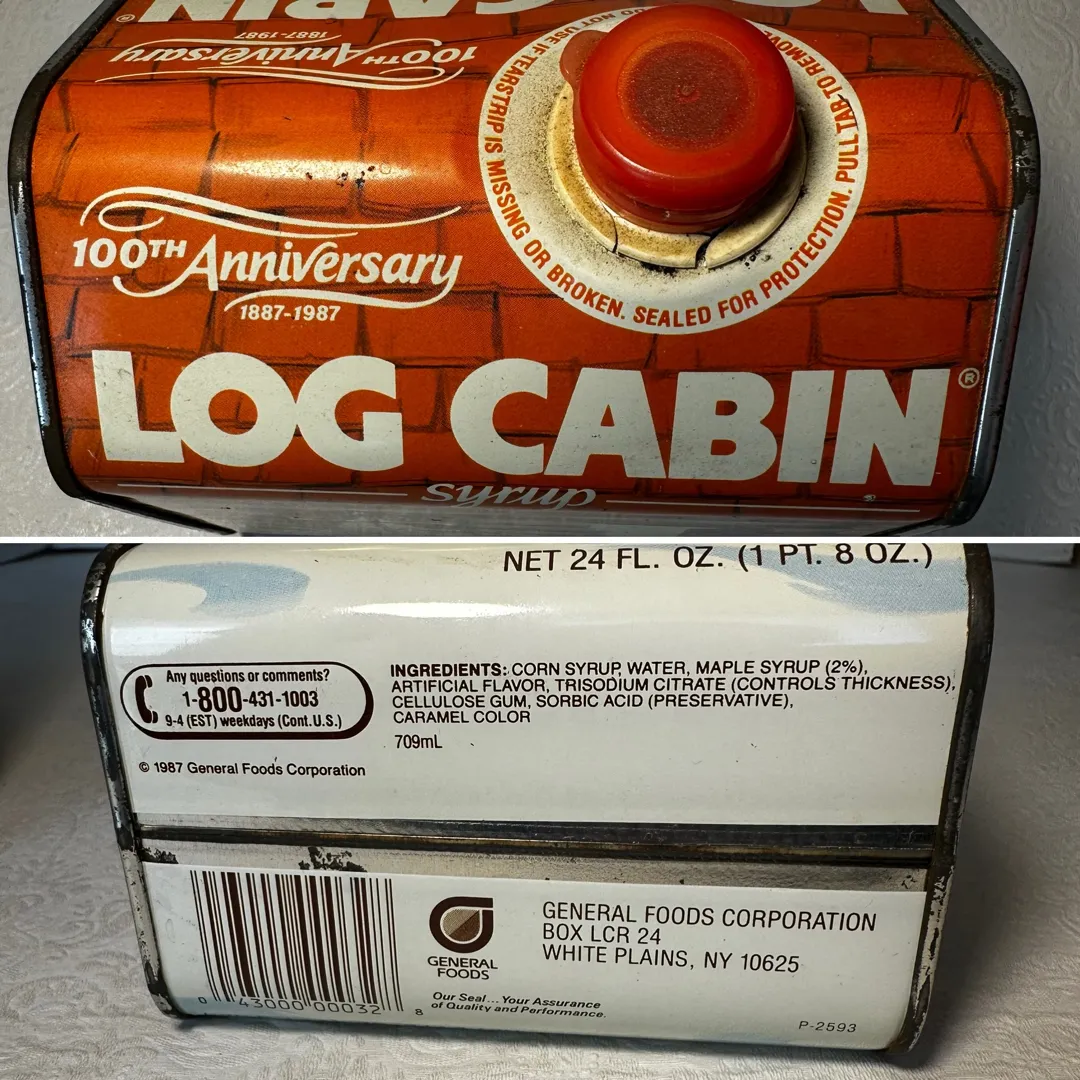 LOG CABIN®
100TH Anniversary
1887-1987
DO NOT USE IF TEARSTRIP IS MISSING OR BROKEN. SEALED FOR PROTECTION. PULL TAB TO REMOVE
100TH Anniversary
1887-1987
LOG CABIN®
syrup
NET 24 FL. OZ. (1 PT. 8 OZ.)
Any questions or comments?
1-800-431-1003
9-4 (EST) weekdays (Cont. U.S.)
© 1987 General Foods Corporation
INGREDIENTS: CORN SYRUP, WATER, MAPLE SYRUP (2%),
ARTIFICIAL FLAVOR, TRISODIUM CITRATE (CONTROLS THICKNESS),
CELLULOSE GUM, SORBIC ACID (PRESERVATIVE),
CARAMEL COLOR
709mL
0 43000 00032 8
GENERAL
FOODS
Our Seal... Your Assurance
of Quality and Performance.
GENERAL FOODS CORPORATION
BOX LCR 24
WHITE PLAINS, NY 10625
P-2593